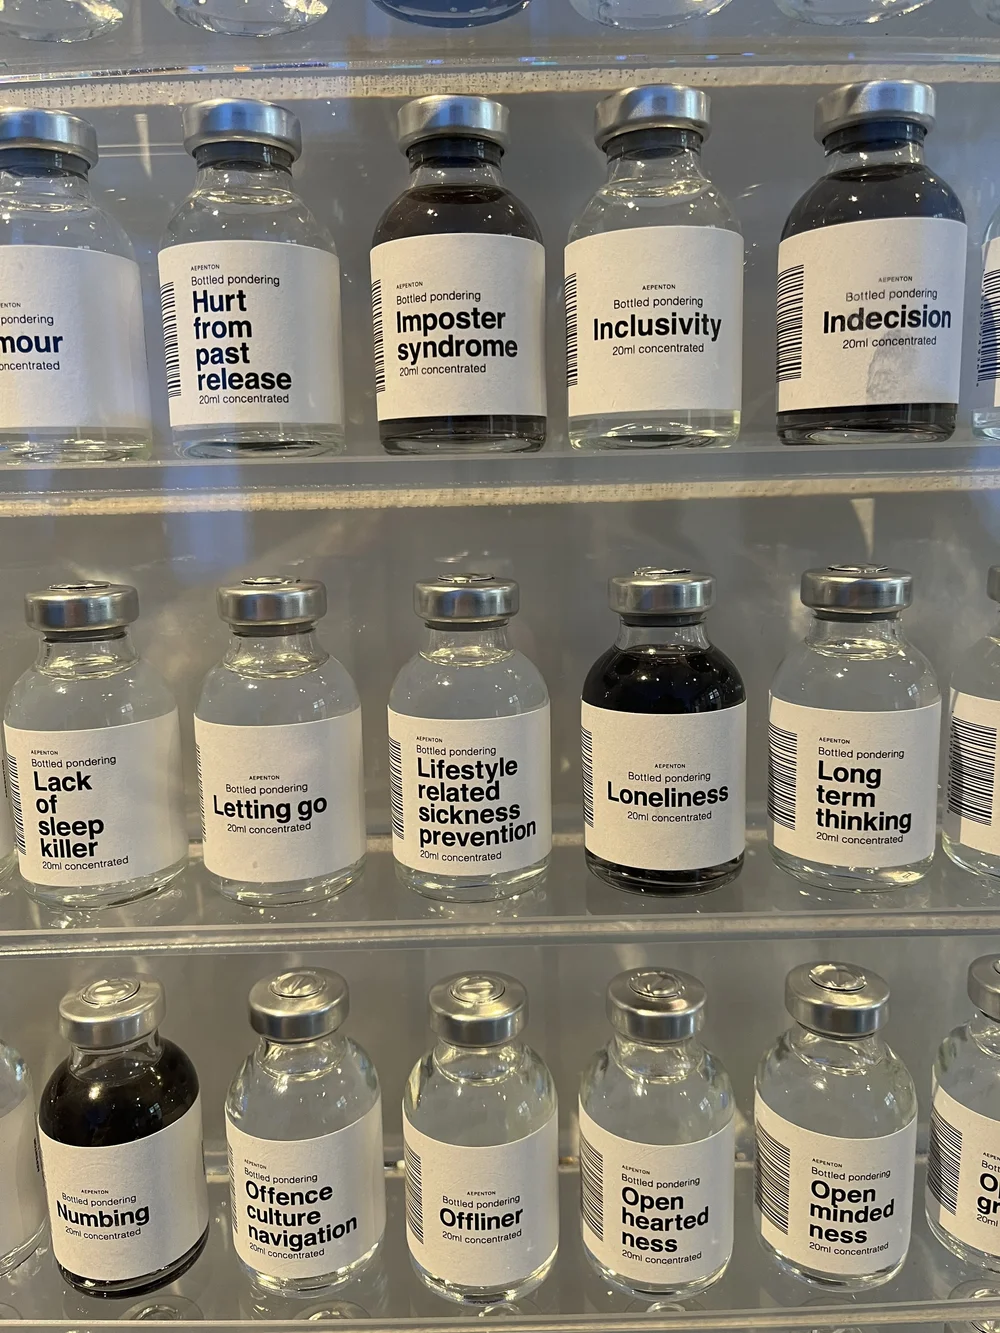 mour
AEPENTON
Bottled pondering
Hurt
from
past
release
20ml concentrated
AEPENTON
Bottled pondering
Imposter
syndrome
20ml concentrated
AEPENTON
Bottled pondering
Inclusivity
20ml concentrated
AEPENTON
Bottled pondering
Indecision
20ml concentrated
AEPENTON
Bottled pondering
Lack
of
sleep
killer
20ml concentrated
AEPENTON
Bottled pondering
Letting go
20ml concentrated
AEPENTON
Bottled pondering
Lifestyle
related
sickness
prevention
20ml concentrated
AEPENTON
Bottled pondering
Loneliness
20ml concentrated
AEPENTON
Bottled pondering
Long
term
thinking
20ml concentrated
AEPENTON
Bottled pondering
Numbing
20ml concentrated
AEPENTON
Bottled pondering
Offence
culture
navigation
20ml concentrated
AEPENTON
Bottled pondering
Offliner
20ml concentrated
AEPENTON
Bottled pondering
Open
hearted
ness
20ml concentrated
AEPENTON
Bottled pondering
Open
minded
ness
20ml concentrated